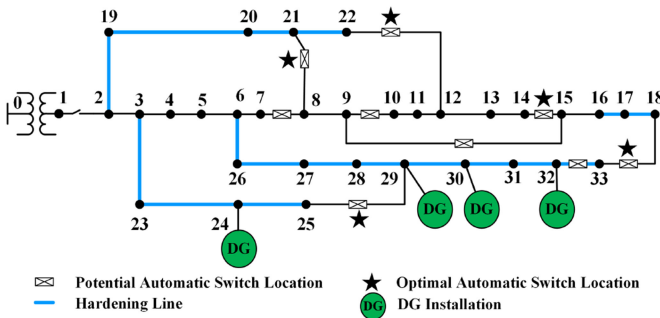 19 20 21 22
0 1 2 3 4 5 6 7 8 9 10 11 12 13 14 15 16 17 18
26 27 28 29 30 31 32 33
23 24 25
DG DG DG
DG
Potential Automatic Switch Location Optimal Automatic Switch Location
Hardening Line DG DG Installation